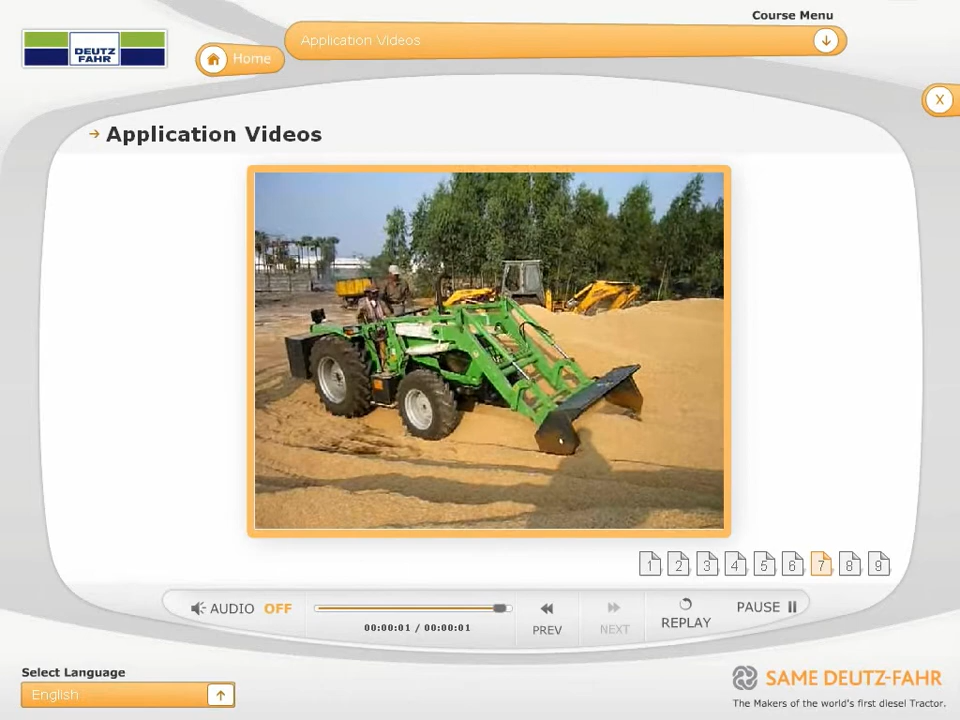 Course Menu
DEUTZ
FAHR
Home
Application Videos
X
Application Videos
1 2 3 4 5 6 7 8 9
AUDIO OFF
00:00:01 / 00:00:01
PREV
NEXT
REPLAY
PAUSE
Select Language
English
SAME DEUTZ-FAHR
The Makers of the world's first diesel Tractor.